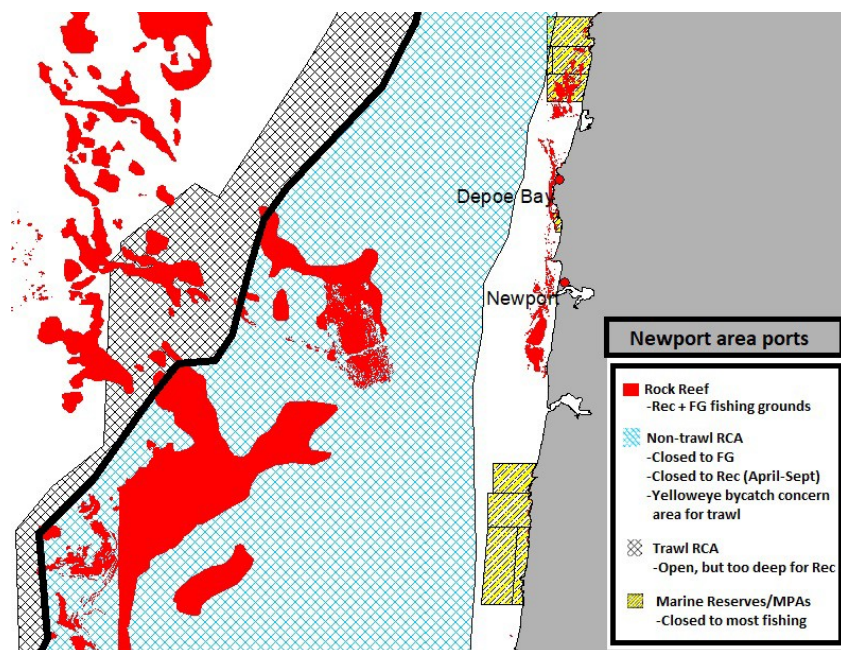 Depoe Bay
Newport
Newport area ports
Rock Reef
-Rec + FG fishing grounds
Non-trawl RCA
-Closed to FG
-Closed to Rec (April-Sept)
-Yelloweye bycatch concern
area for trawl
Trawl RCA
-Open, but too deep for Rec
Marine Reserves/MPAs
-Closed to most fishing